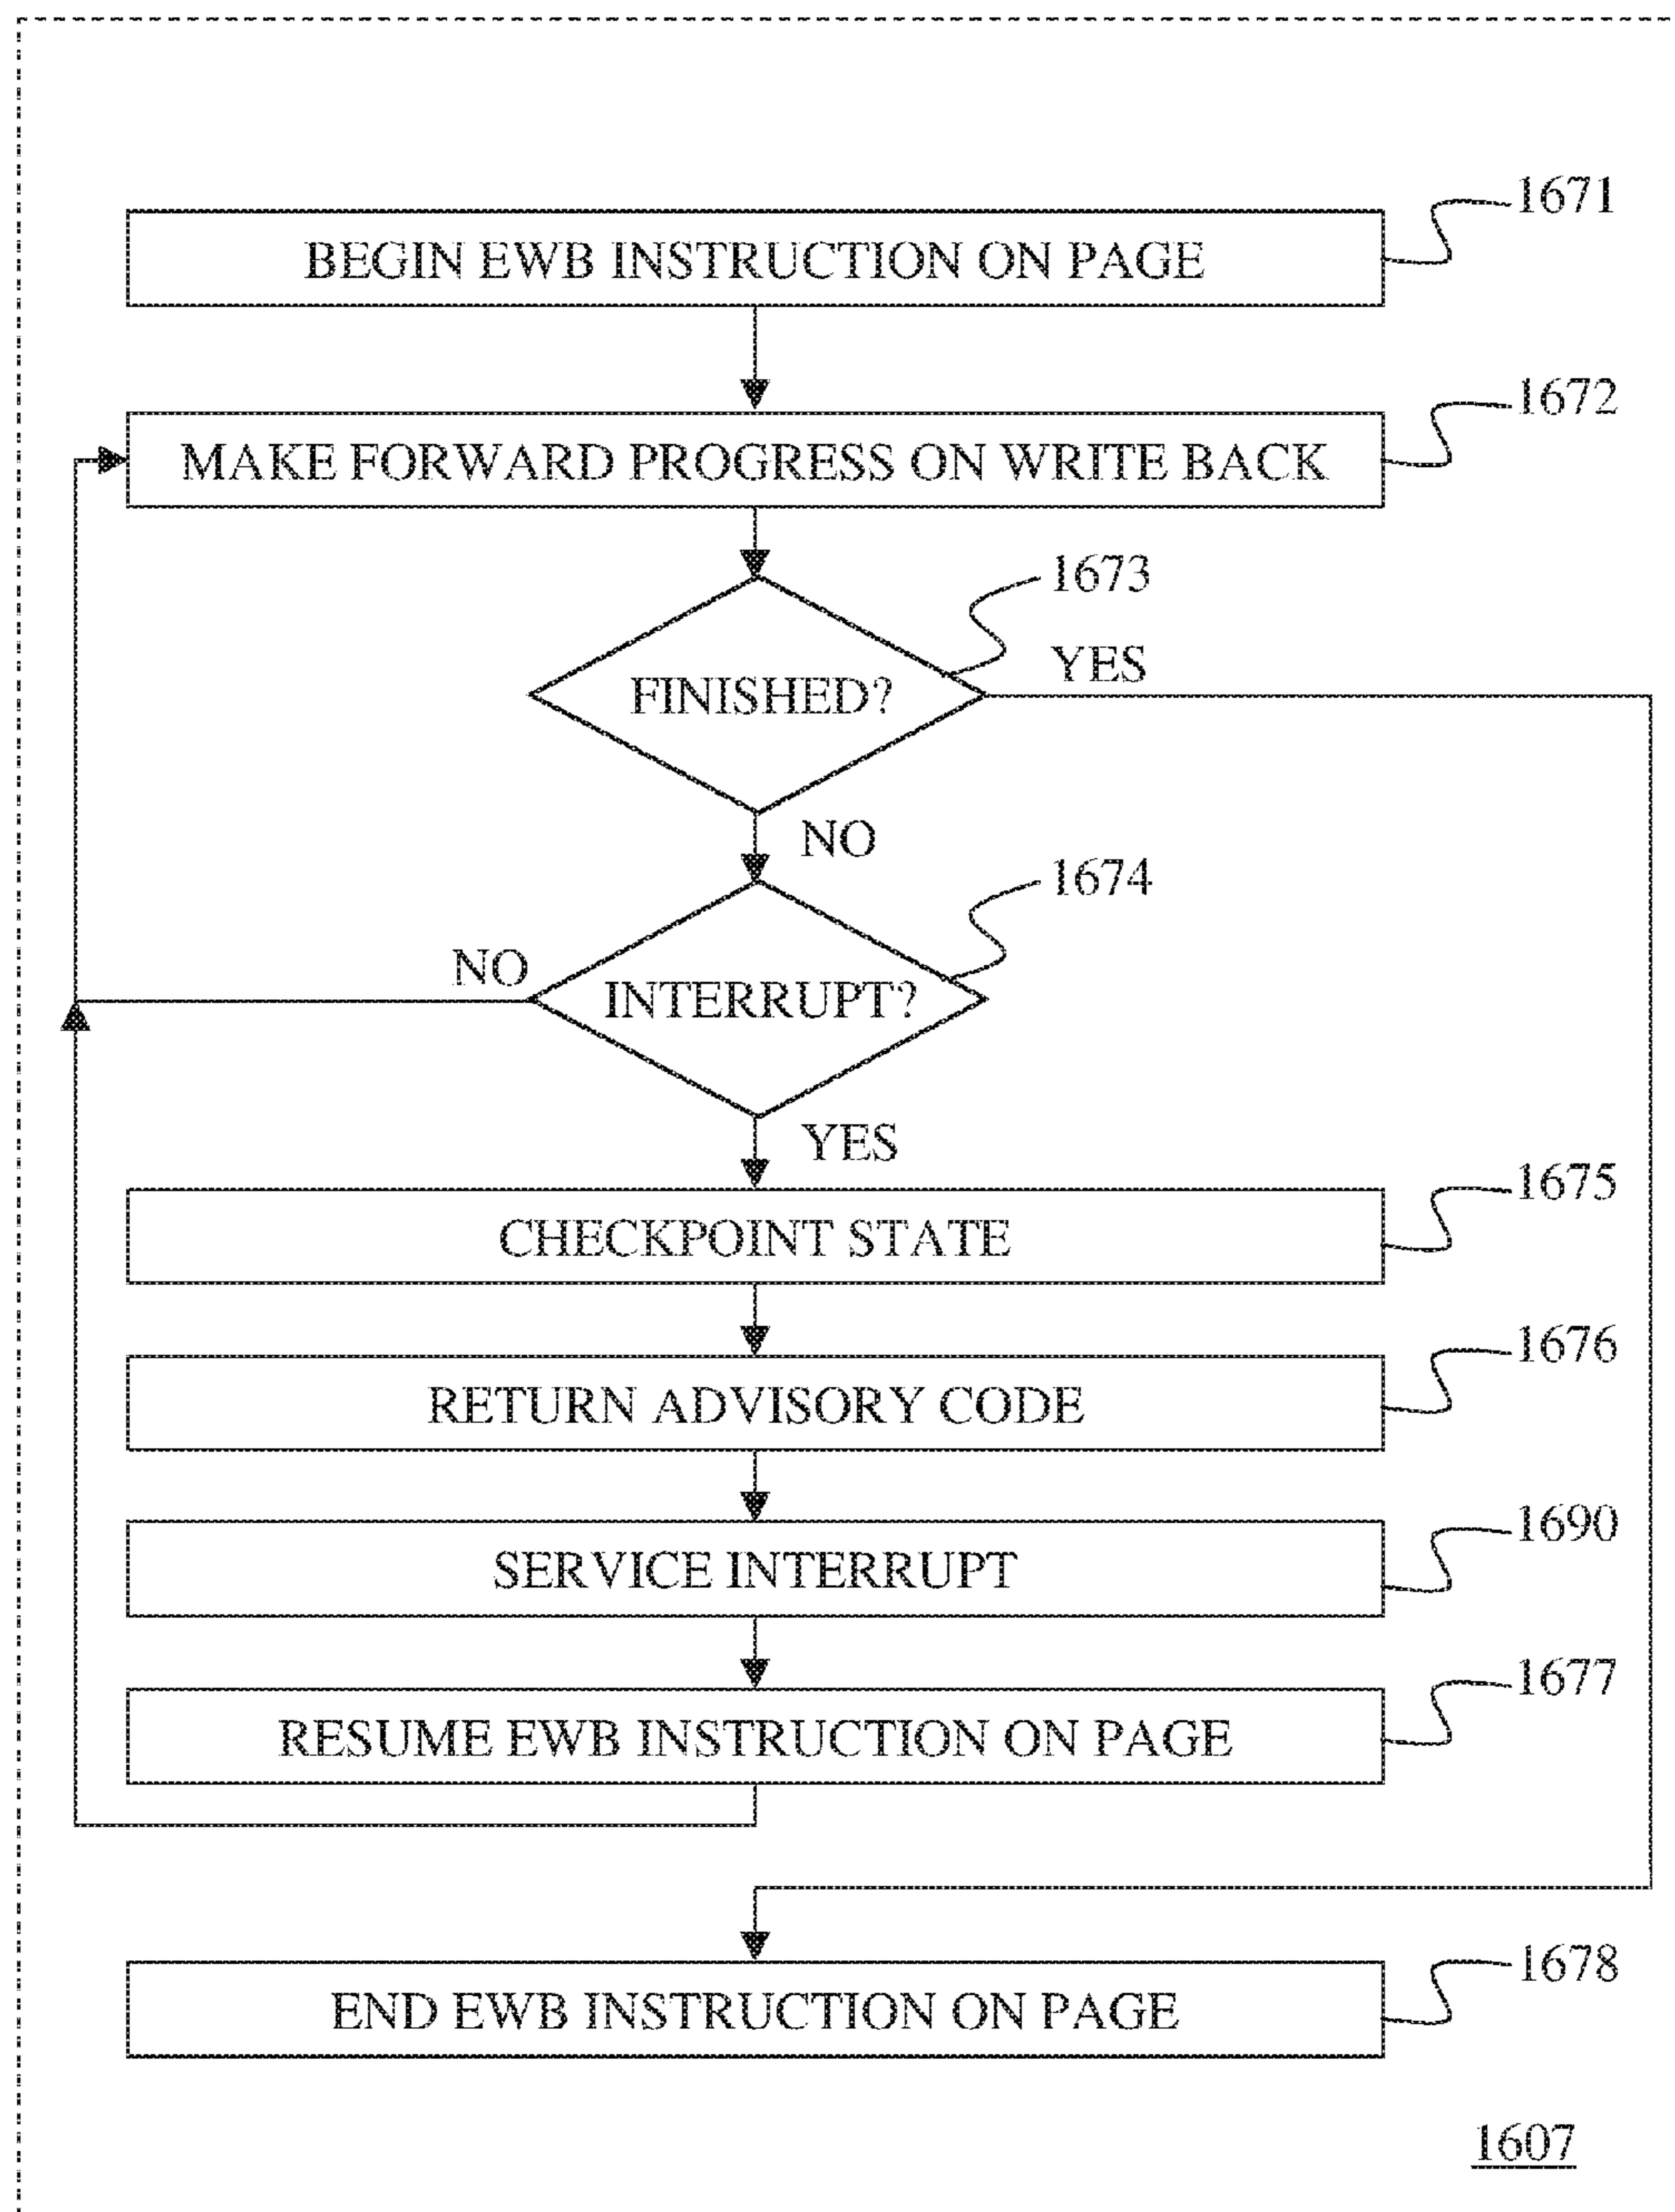 1671
BEGIN EWB INSTRUCTION ON PAGE
1672
MAKE FORWARD PROGRESS ON WRITE BACK
1673
YES
FINISHED?
NO
1674
NO
INTERRUPT?
YES
1675
CHECKPOINT STATE
1676
RETURN ADVISORY CODE
1690
SERVICE INTERRUPT
1677
RESUME EWB INSTRUCTION ON PAGE
1678
END EWB INSTRUCTION ON PAGE
1607